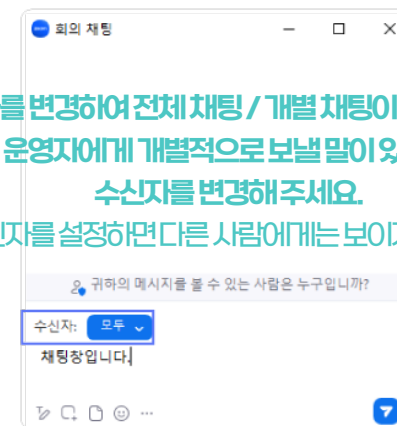 회의 채팅
를 변경하여 전체 채팅 / 개별 채팅이
운영자에게 개별적으로 보낼 말이 있
수신자를 변경해 주세요.
신자를 설정하면 다른 사람에게는 보이지
귀하의 메시지를 볼 수 있는 사람은 누구입니까?
수신자: 모두
채팅창입니다.